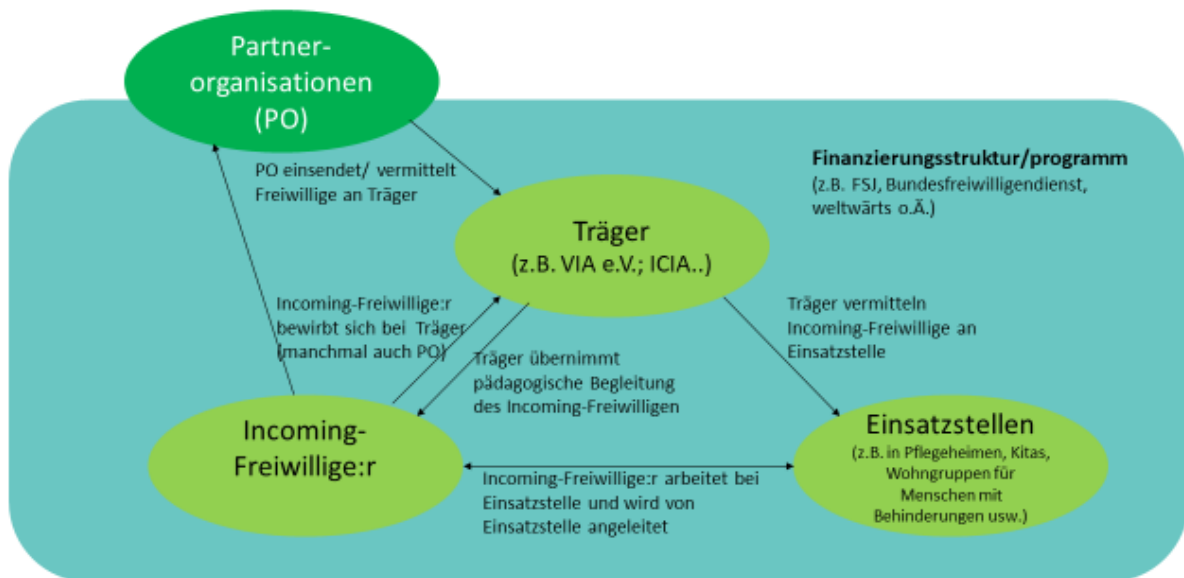 Partner-
organisationen
(PO)
PO einsendet/ vermittelt
Freiwillige an Träger
Finanzierungsstruktur/programm
(z.B. FSJ, Bundesfreiwilligendienst,
weltwärts o.Ä.)
Träger
(z.B. VIA e.V.; ICIA..)
Incoming-Freiwillige:r
bewirbt sich bei Träger
(manchmal auch PO)
Träger übernimmt
pädagogische Begleitung
des Incoming-Freiwilligen
Träger vermitteln
Incoming-Freiwillige an
Einsatzstelle
Incoming-
Freiwillige:r
Incoming-Freiwillige:r arbeitet bei
Einsatzstelle und wird von
Einsatzstelle angeleitet
Einsatzstellen
(z.B. in Pflegeheimen, Kitas,
Wohngruppen für
Menschen mit
Behinderungen usw.)